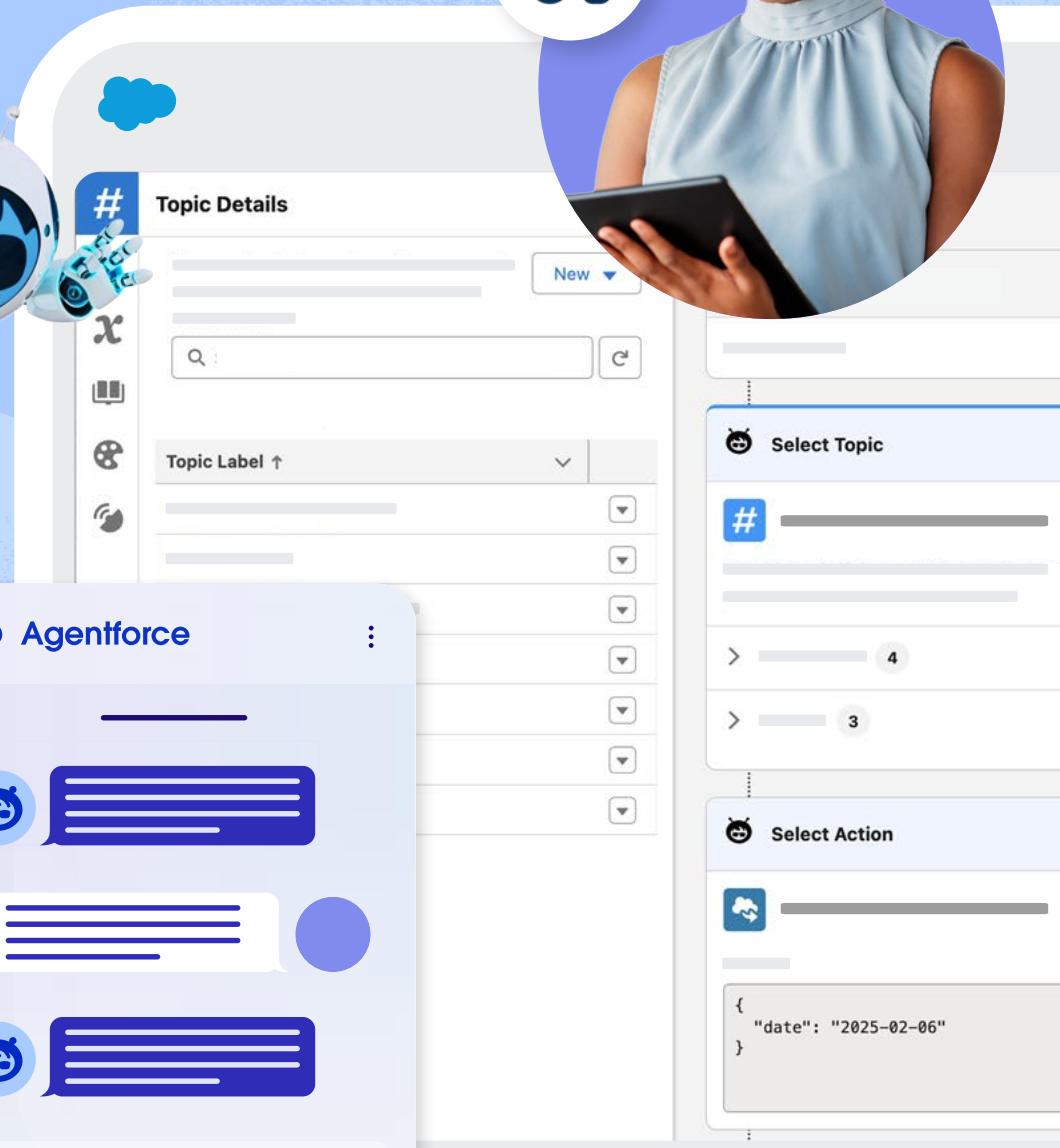 #
Topic Details
New
x
Topic Label ↑
Agentforce
Select Topic
#
4
3
Select Action
{
"date": "2025-02-06"
}